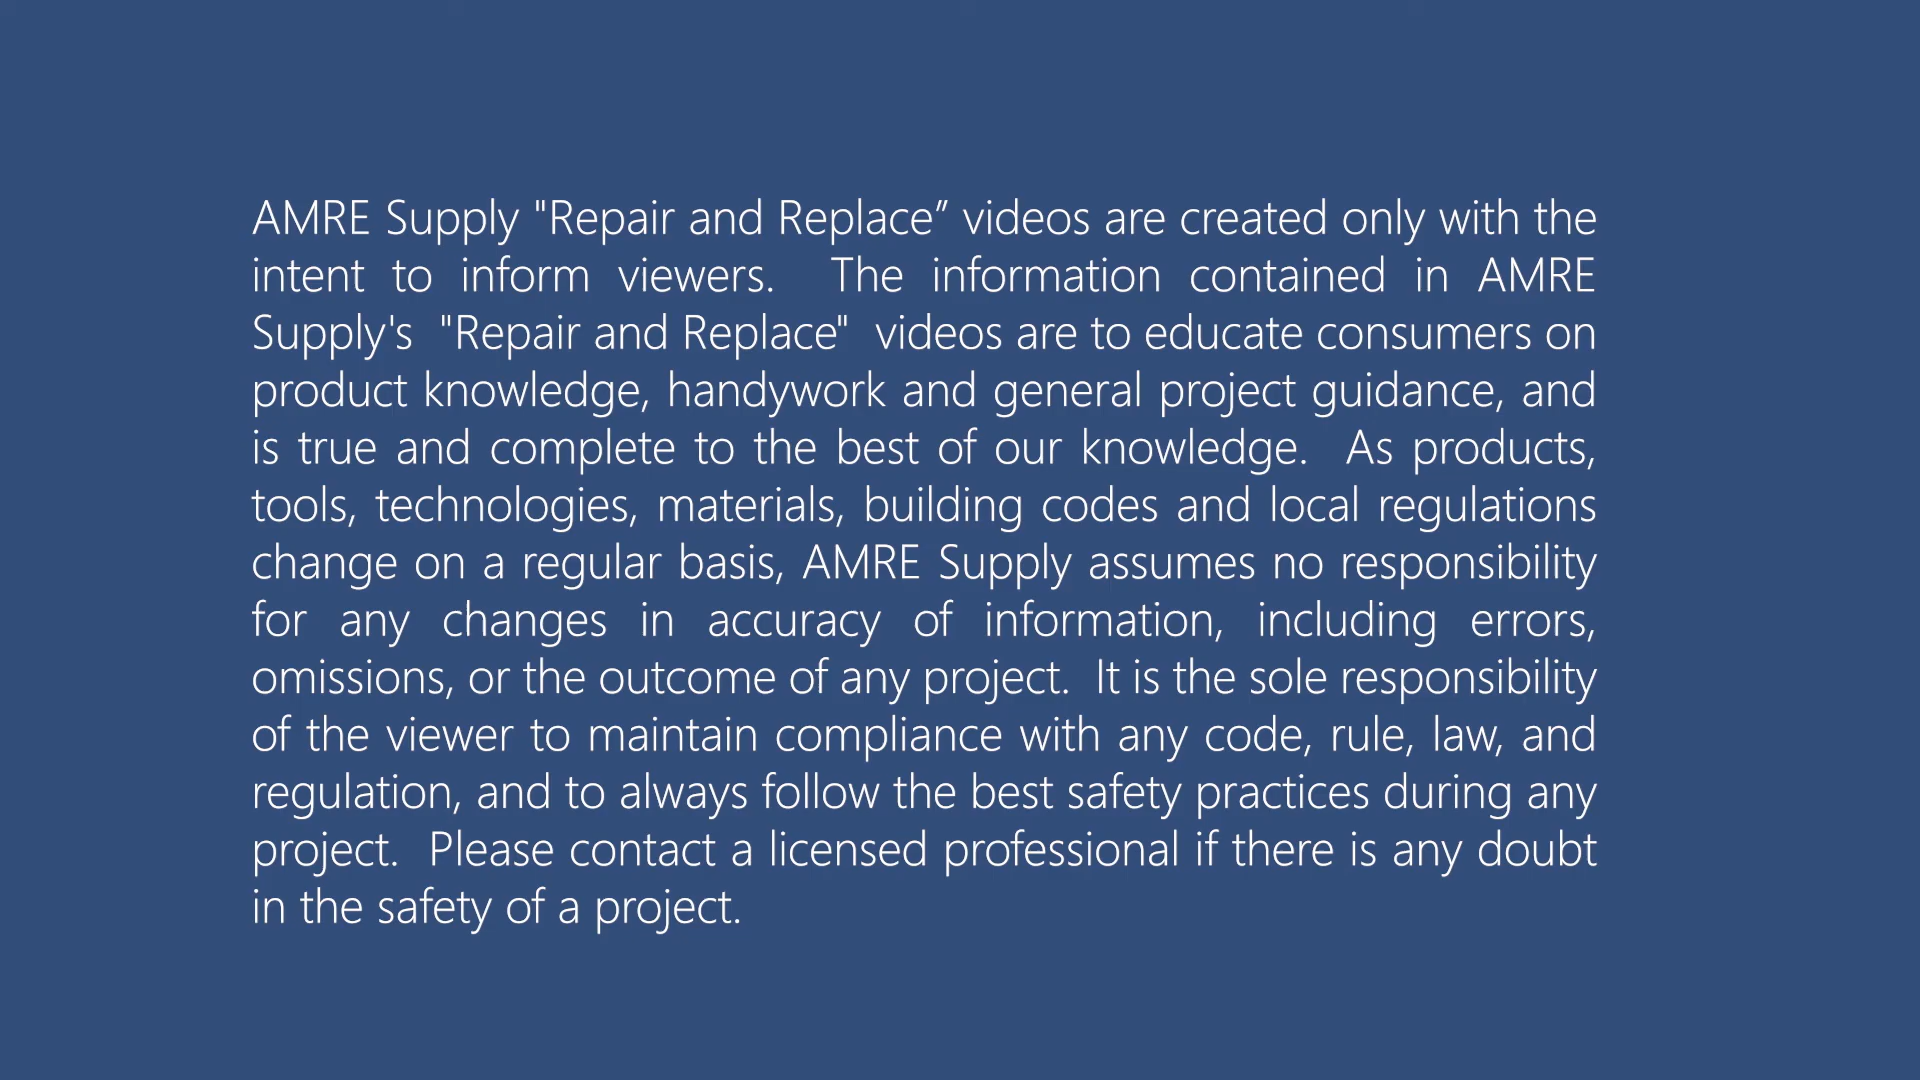 AMRE Supply "Repair and Replace” videos are created only with the
intent to inform viewers. The information contained in AMRE
Supply's "Repair and Replace" videos are to educate consumers on
product knowledge, handywork and general project guidance, and
is true and complete to the best of our knowledge. As products,
tools, technologies, materials, building codes and local regulations
change on a regular basis, AMRE Supply assumes no responsibility
for any changes in accuracy of information, including errors,
omissions, or the outcome of any project. It is the sole responsibility
of the viewer to maintain compliance with any code, rule, law, and
regulation, and to always follow the best safety practices during any
project. Please contact a licensed professional if there is any doubt
in the safety of a project.